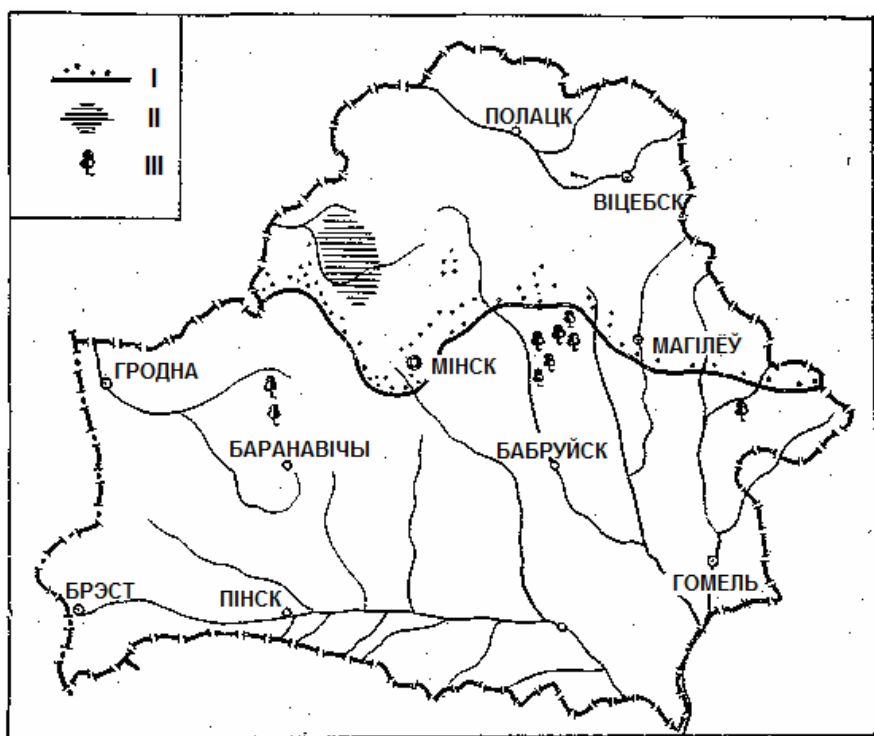 I
II
III
ПОЛАЦК
ВІЦЕБСК
МАГІЛЁЎ
МІНСК
ГРОДНА
БАРАНАВІЧЫ
БАБРУЙСК
ГОМЕЛЬ
БРЭСТ
ПІНСК